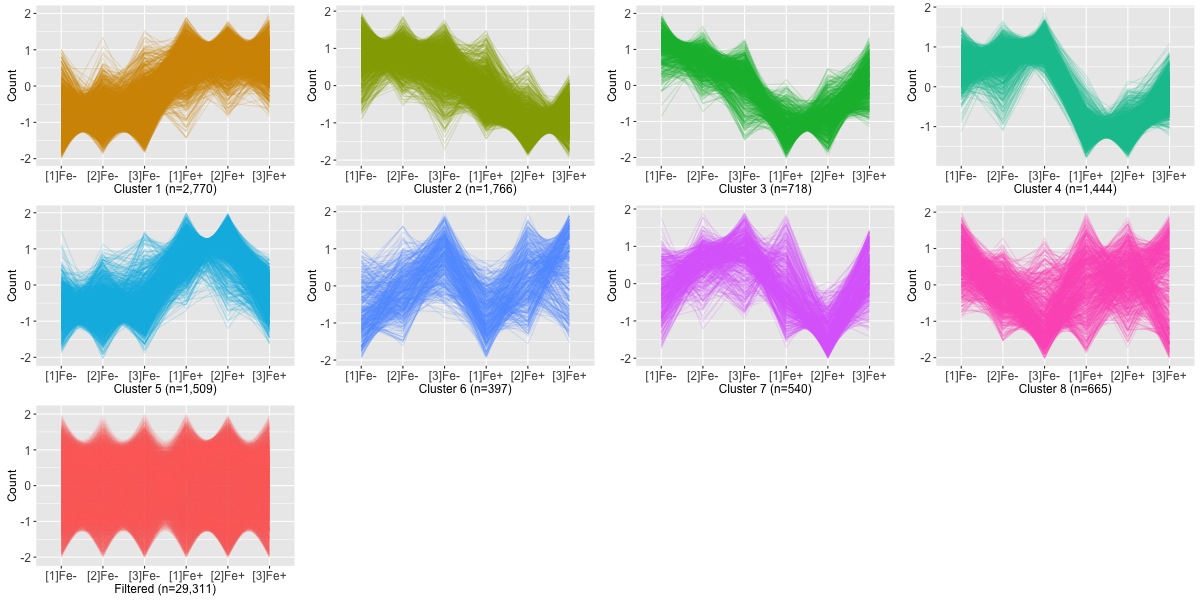 Count
2
1
0
-1
-2
[1]Fe- [2]Fe- [3]Fe- [1]Fe+ [2]Fe+ [3]Fe+
Cluster 1 (n=2,770)
Count
2
1
0
-1
-2
[1]Fe- [2]Fe- [3]Fe- [1]Fe+ [2]Fe+ [3]Fe+
Cluster 2 (n=1,766)
Count
2
1
0
-1
-2
[1]Fe- [2]Fe- [3]Fe- [1]Fe+ [2]Fe+ [3]Fe+
Cluster 3 (n=718)
Count
2
1
0
-1
[1]Fe- [2]Fe- [3]Fe- [1]Fe+ [2]Fe+ [3]Fe+
Cluster 4 (n=1,444)
Count
2
1
0
-1
-2
[1]Fe- [2]Fe- [3]Fe- [1]Fe+ [2]Fe+ [3]Fe+
Cluster 5 (n=1,509)
Count
2
1
0
-1
-2
[1]Fe- [2]Fe- [3]Fe- [1]Fe+ [2]Fe+ [3]Fe+
Cluster 6 (n=397)
Count
2
1
0
-1
-2
[1]Fe- [2]Fe- [3]Fe- [1]Fe+ [2]Fe+ [3]Fe+
Cluster 7 (n=540)
Count
2
1
0
-1
-2
[1]Fe- [2]Fe- [3]Fe- [1]Fe+ [2]Fe+ [3]Fe+
Cluster 8 (n=665)
Count
2
1
0
-1
-2
[1]Fe- [2]Fe- [3]Fe- [1]Fe+ [2]Fe+ [3]Fe+
Filtered (n=29,311)